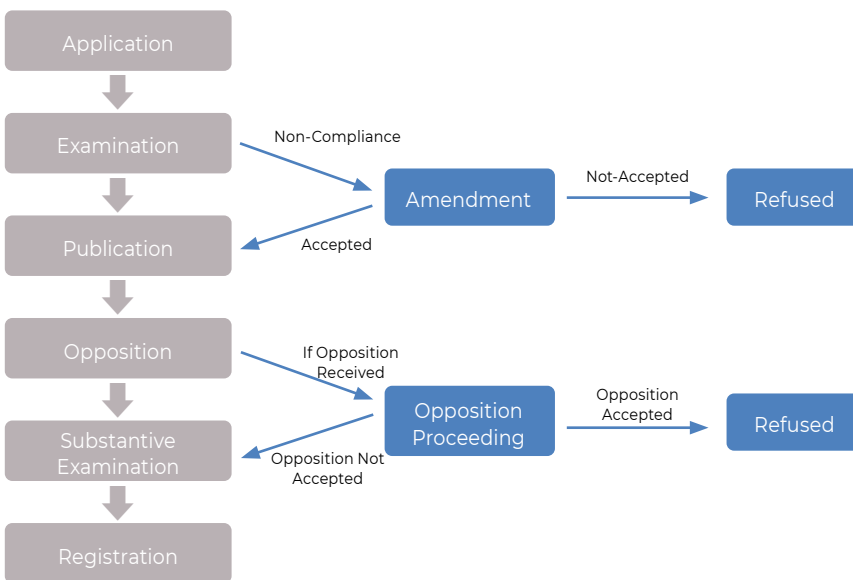 Application
Examination
Non-Compliance
Amendment
Not-Accepted
Refused
Publication
Accepted
Opposition
If Opposition
Received
Opposition
Proceeding
Opposition
Accepted
Refused
Substantive
Examination
Opposition Not
Accepted
Registration